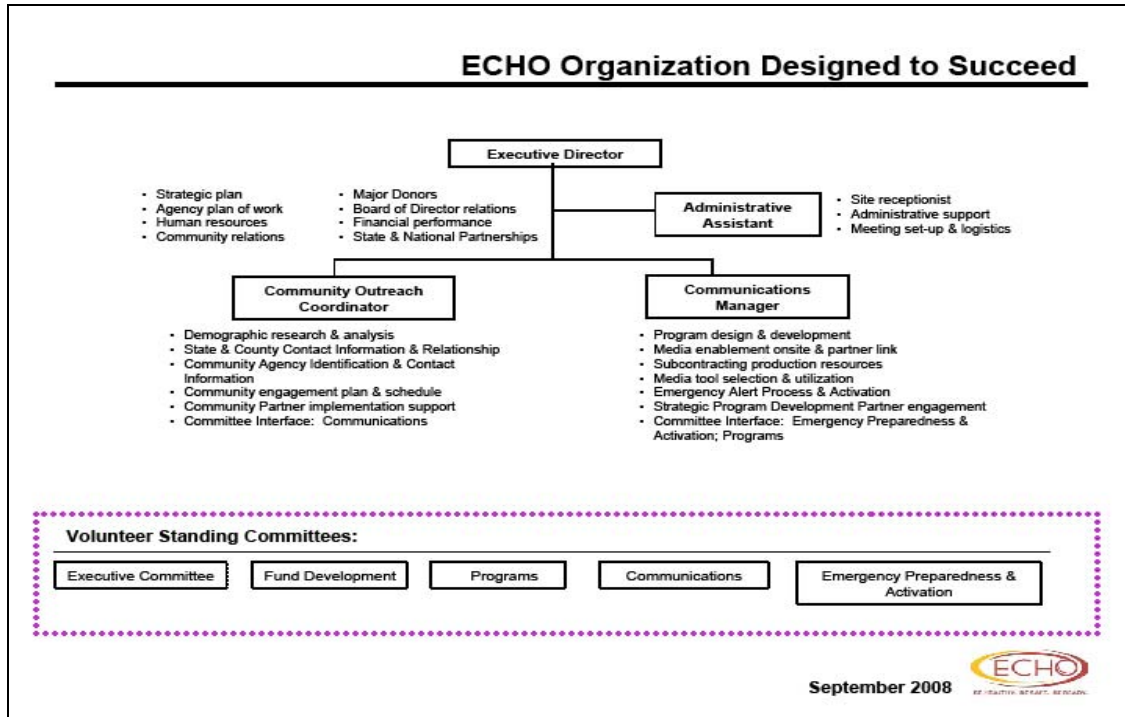 ECHO Organization Designed to Succeed
Executive Director
• Strategic plan
• Agency plan of work
• Human resources
• Community relations
• Major Donors
• Board of Director relations
• Financial performance
• State & National Partnerships
Administrative
Assistant
• Site receptionist
• Administrative support
• Meeting set-up & logistics
Community Outreach
Coordinator
• Demographic research & analysis
• State & County Contact Information & Relationship
• Community Agency Identification & Contact
Information
• Community engagement plan & schedule
• Community Partner implementation support
• Committee Interface: Communications
Communications
Manager
• Program design & development
• Media enablement onsite & partner link
• Subcontracting production resources
• Media tool selection & utilization
• Emergency Alert Process & Activation
• Strategic Program Development Partner engagement
• Committee Interface: Emergency Preparedness &
Activation; Programs
Volunteer Standing Committees:
Executive Committee
Fund Development
Programs
Communications
Emergency Preparedness &
Activation
September 2008
ECHO